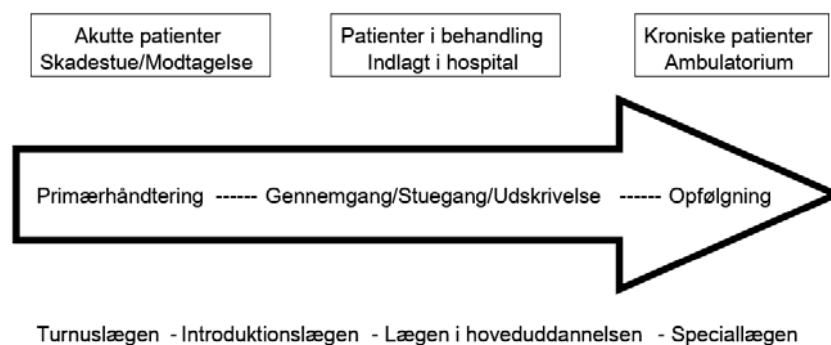 Akutte patienter
Skadestue/Modtagelse
Patienter i behandling
Indlagt i hospital
Kroniske patienter
Ambulatorium
Primærhåndtering ------ Gennemgang/Stuegang/Udskrivelse ------ Opfølgning
Turnuslægen - Introduktionslægen - Lægen i hoveduddannelsen - Speciallægen